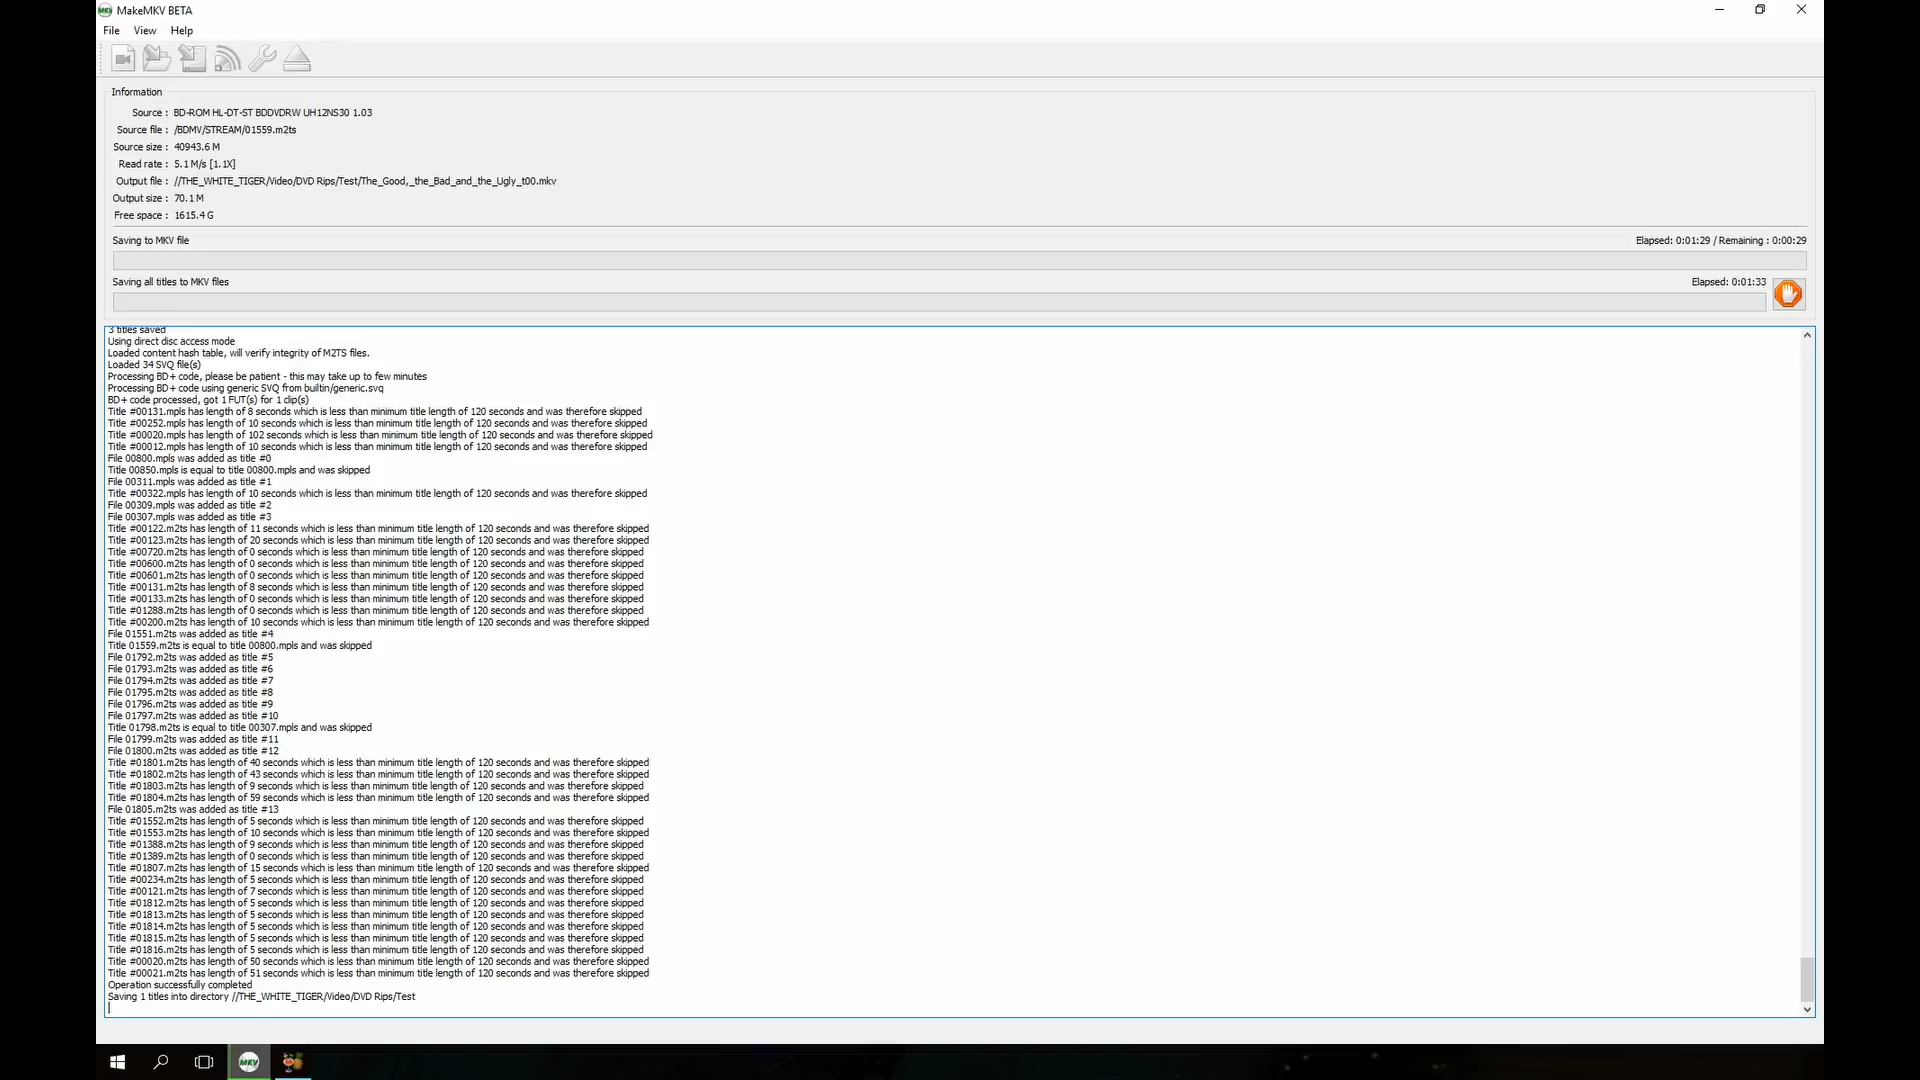 MakeMKV BETA
File View Help
Information
Source : BD-ROM HL-DT-ST BDDVDRW UH12NS30 1.03
Source file : /BDMV/STREAM/01559.m2ts
Source size : 40943.6 M
Read rate : 5.1 M/s [1.1X]
Output file : //THE_WHITE_TIGER/Video/DVD Rips/Test/The_Good,_the_Bad_and_the_Ugly_t00.mkv
Output size : 70.1 M
Free space : 1615.4 G
Saving to MKV file Elapsed: 0:01:29 / Remaining : 0:00:29
Saving all titles to MKV files Elapsed: 0:01:33
3 titles saved
Using direct disc access mode
Loaded content hash table, will verify integrity of M2TS files.
Loaded 34 SVQ file(s)
Processing BD+ code, please be patient - this may take up to few minutes
Processing BD+ code using generic SVQ from builtin/generic.svq
BD+ code processed, got 1 FUT(s) for 1 clip(s)
Title #00131.mpls has length of 8 seconds which is less than minimum title length of 120 seconds and was therefore skipped
Title #00252.mpls has length of 10 seconds which is less than minimum title length of 120 seconds and was therefore skipped
Title #00020.mpls has length of 102 seconds which is less than minimum title length of 120 seconds and was therefore skipped
Title #00012.mpls has length of 10 seconds which is less than minimum title length of 120 seconds and was therefore skipped
File 00800.mpls was added as title #0
Title 00850.mpls is equal to title 00800.mpls and was skipped
File 00311.mpls was added as title #1
Title #00322.mpls has length of 10 seconds which is less than minimum title length of 120 seconds and was therefore skipped
File 00309.mpls was added as title #2
File 00307.mpls was added as title #3
Title #00122.m2ts has length of 11 seconds which is less than minimum title length of 120 seconds and was therefore skipped
Title #00123.m2ts has length of 20 seconds which is less than minimum title length of 120 seconds and was therefore skipped
Title #00720.m2ts has length of 0 seconds which is less than minimum title length of 120 seconds and was therefore skipped
Title #00600.m2ts has length of 0 seconds which is less than minimum title length of 120 seconds and was therefore skipped
Title #00601.m2ts has length of 0 seconds which is less than minimum title length of 120 seconds and was therefore skipped
Title #00131.m2ts has length of 8 seconds which is less than minimum title length of 120 seconds and was therefore skipped
Title #00133.m2ts has length of 0 seconds which is less than minimum title length of 120 seconds and was therefore skipped
Title #01288.m2ts has length of 0 seconds which is less than minimum title length of 120 seconds and was therefore skipped
Title #00200.m2ts has length of 10 seconds which is less than minimum title length of 120 seconds and was therefore skipped
File 01551.m2ts was added as title #4
Title 01559.m2ts is equal to title 00800.mpls and was skipped
File 01792.m2ts was added as title #5
File 01793.m2ts was added as title #6
File 01794.m2ts was added as title #7
File 01795.m2ts was added as title #8
File 01796.m2ts was added as title #9
File 01797.m2ts was added as title #10
Title 01798.m2ts is equal to title 00307.mpls and was skipped
File 01799.m2ts was added as title #11
File 01800.m2ts was added as title #12
Title #01801.m2ts has length of 40 seconds which is less than minimum title length of 120 seconds and was therefore skipped
Title #01802.m2ts has length of 43 seconds which is less than minimum title length of 120 seconds and was therefore skipped
Title #01803.m2ts has length of 9 seconds which is less than minimum title length of 120 seconds and was therefore skipped
Title #01804.m2ts has length of 59 seconds which is less than minimum title length of 120 seconds and was therefore skipped
File 01805.m2ts was added as title #13
Title #01552.m2ts has length of 5 seconds which is less than minimum title length of 120 seconds and was therefore skipped
Title #01553.m2ts has length of 10 seconds which is less than minimum title length of 120 seconds and was therefore skipped
Title #01388.m2ts has length of 9 seconds which is less than minimum title length of 120 seconds and was therefore skipped
Title #01389.m2ts has length of 0 seconds which is less than minimum title length of 120 seconds and was therefore skipped
Title #01807.m2ts has length of 15 seconds which is less than minimum title length of 120 seconds and was therefore skipped
Title #00234.m2ts has length of 5 seconds which is less than minimum title length of 120 seconds and was therefore skipped
Title #00121.m2ts has length of 7 seconds which is less than minimum title length of 120 seconds and was therefore skipped
Title #01812.m2ts has length of 5 seconds which is less than minimum title length of 120 seconds and was therefore skipped
Title #01813.m2ts has length of 5 seconds which is less than minimum title length of 120 seconds and was therefore skipped
Title #01814.m2ts has length of 5 seconds which is less than minimum title length of 120 seconds and was therefore skipped
Title #01815.m2ts has length of 5 seconds which is less than minimum title length of 120 seconds and was therefore skipped
Title #01816.m2ts has length of 5 seconds which is less than minimum title length of 120 seconds and was therefore skipped
Title #00020.m2ts has length of 50 seconds which is less than minimum title length of 120 seconds and was therefore skipped
Title #00021.m2ts has length of 51 seconds which is less than minimum title length of 120 seconds and was therefore skipped
Operation successfully completed
Saving 1 titles into directory //THE_WHITE_TIGER/Video/DVD Rips/Test
MKV